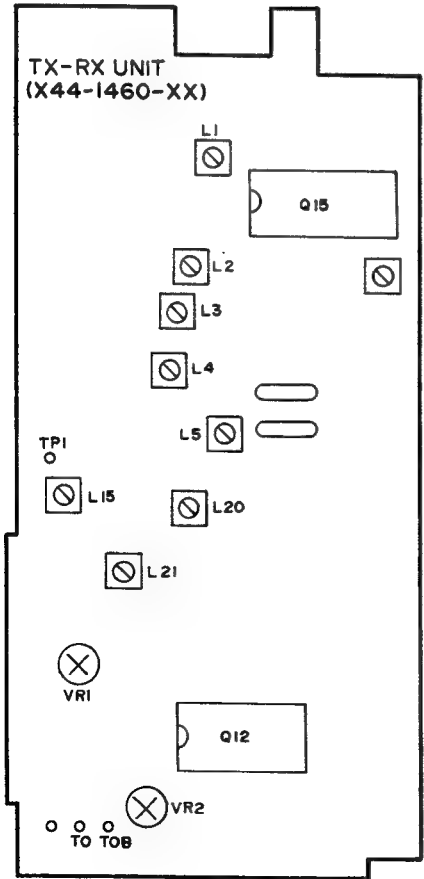 TX-RX UNIT
(X44-1460-XX)
L1
Q15
L2
L3
L4
L5
TP1
L15
L20
L21
VR1
Q12
VR2
TO TOB